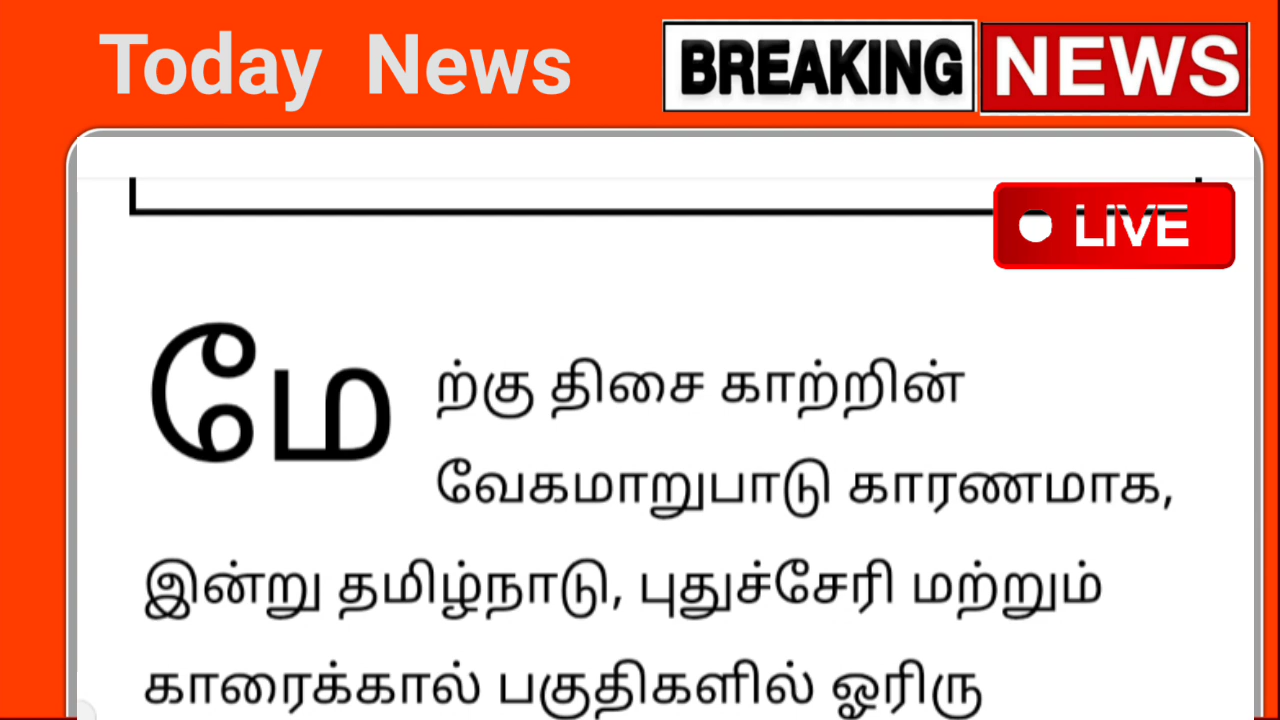 Today News
BREAKING NEWS
LIVE
மேற்கு திசை காற்றின்
வேகமாறுபாடு காரணமாக,
இன்று தமிழ்நாடு, புதுச்சேரி மற்றும்
காரைக்கால் பகுதிகளில் ஓரிரு